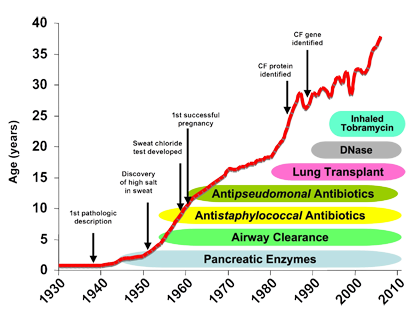 40
35
30
25
20
15
10
5
0
Age (years)
1930
1940
1950
1960
1970
1980
1990
2000
2010
1st pathologic
description
Discovery
of high salt
in sweat
Sweat chloride
test developed
1st successful
pregnancy
CF protein
identified
CF gene
identified
Inhaled
Tobramycin
DNase
Lung Transplant
Antipseudomonal Antibiotics
Antistaphylococcal Antibiotics
Airway Clearance
Pancreatic Enzymes